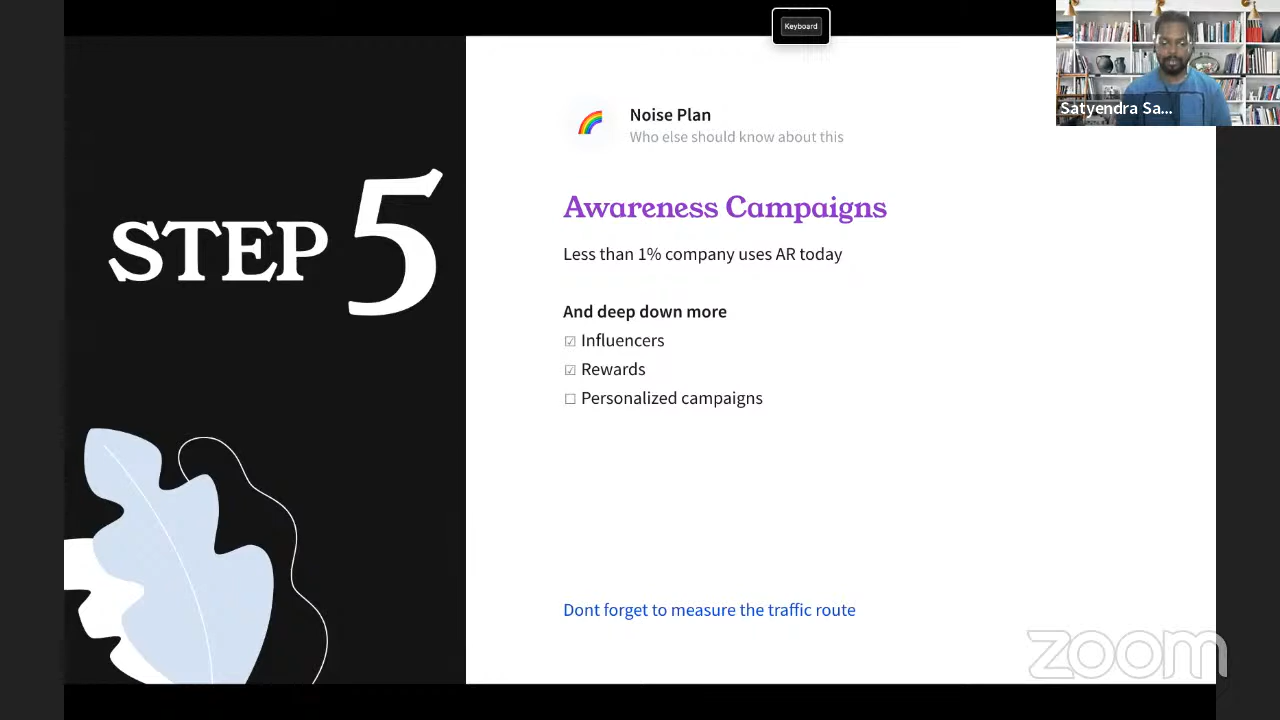 Keyboard
Satyendra Sa...
STEP 5
Noise Plan
Who else should know about this
Awareness Campaigns
Less than 1% company uses AR today
And deep down more
☑ Influencers
☑ Rewards
☐ Personalized campaigns
Dont forget to measure the traffic route
zoom